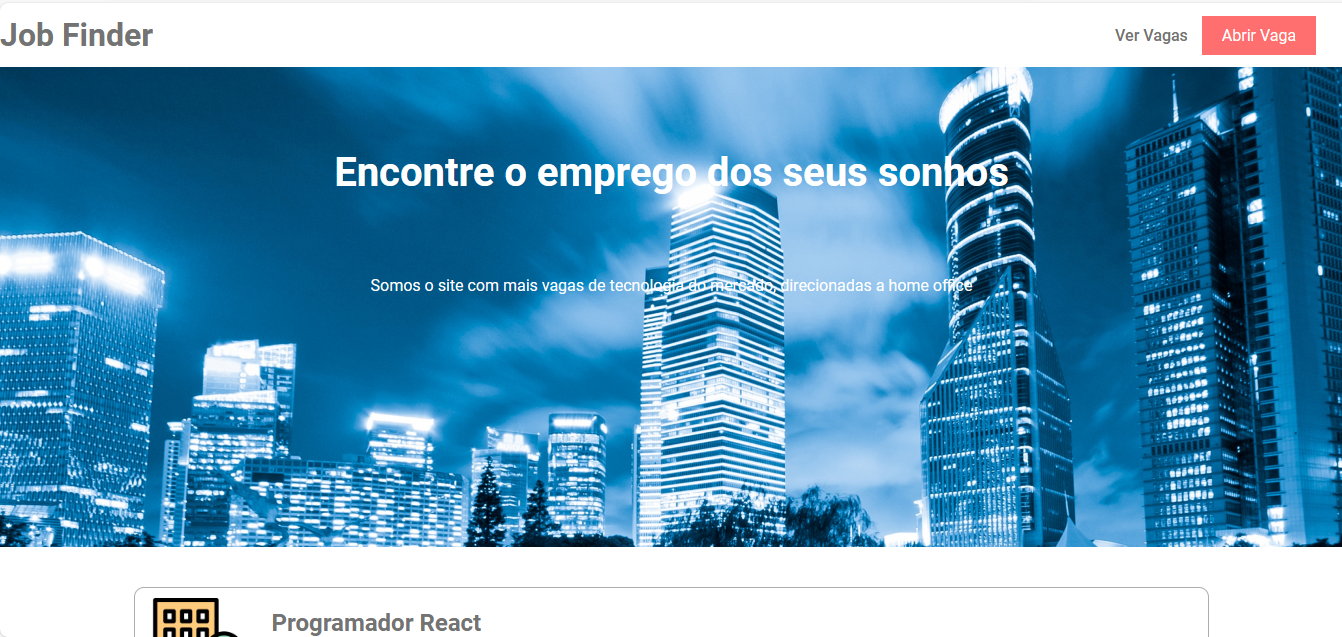 Job Finder
Ver Vagas
Abrir Vaga
Encontre o emprego dos seus sonhos
Somos o site com mais vagas de tecnologia do mercado, direcionadas a home office
Programador React